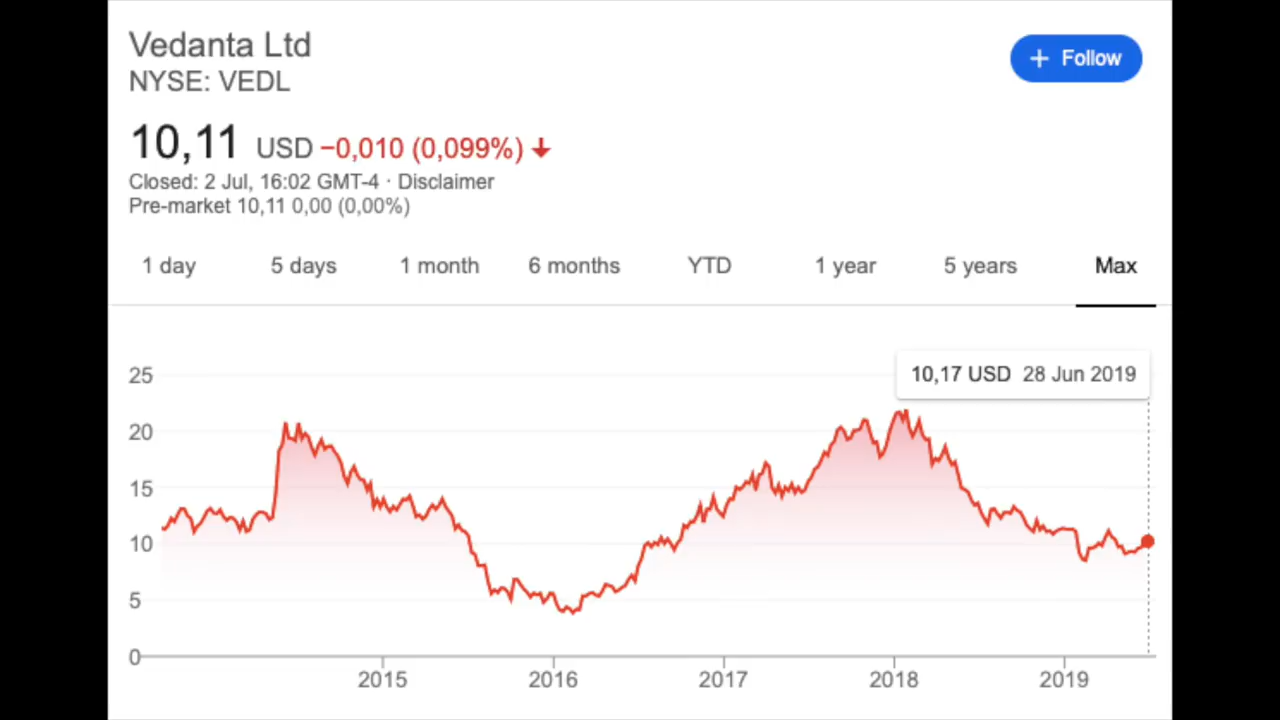 Vedanta Ltd
NYSE: VEDL
+ Follow
10,11 USD −0,010 (0,099%) ↓
Closed: 2 Jul, 16:02 GMT-4 · Disclaimer
Pre-market 10,11 0,00 (0,00%)
1 day 5 days 1 month 6 months YTD 1 year 5 years Max
10,17 USD 28 Jun 2019
25
20
15
10
5
0
2015 2016 2017 2018 2019